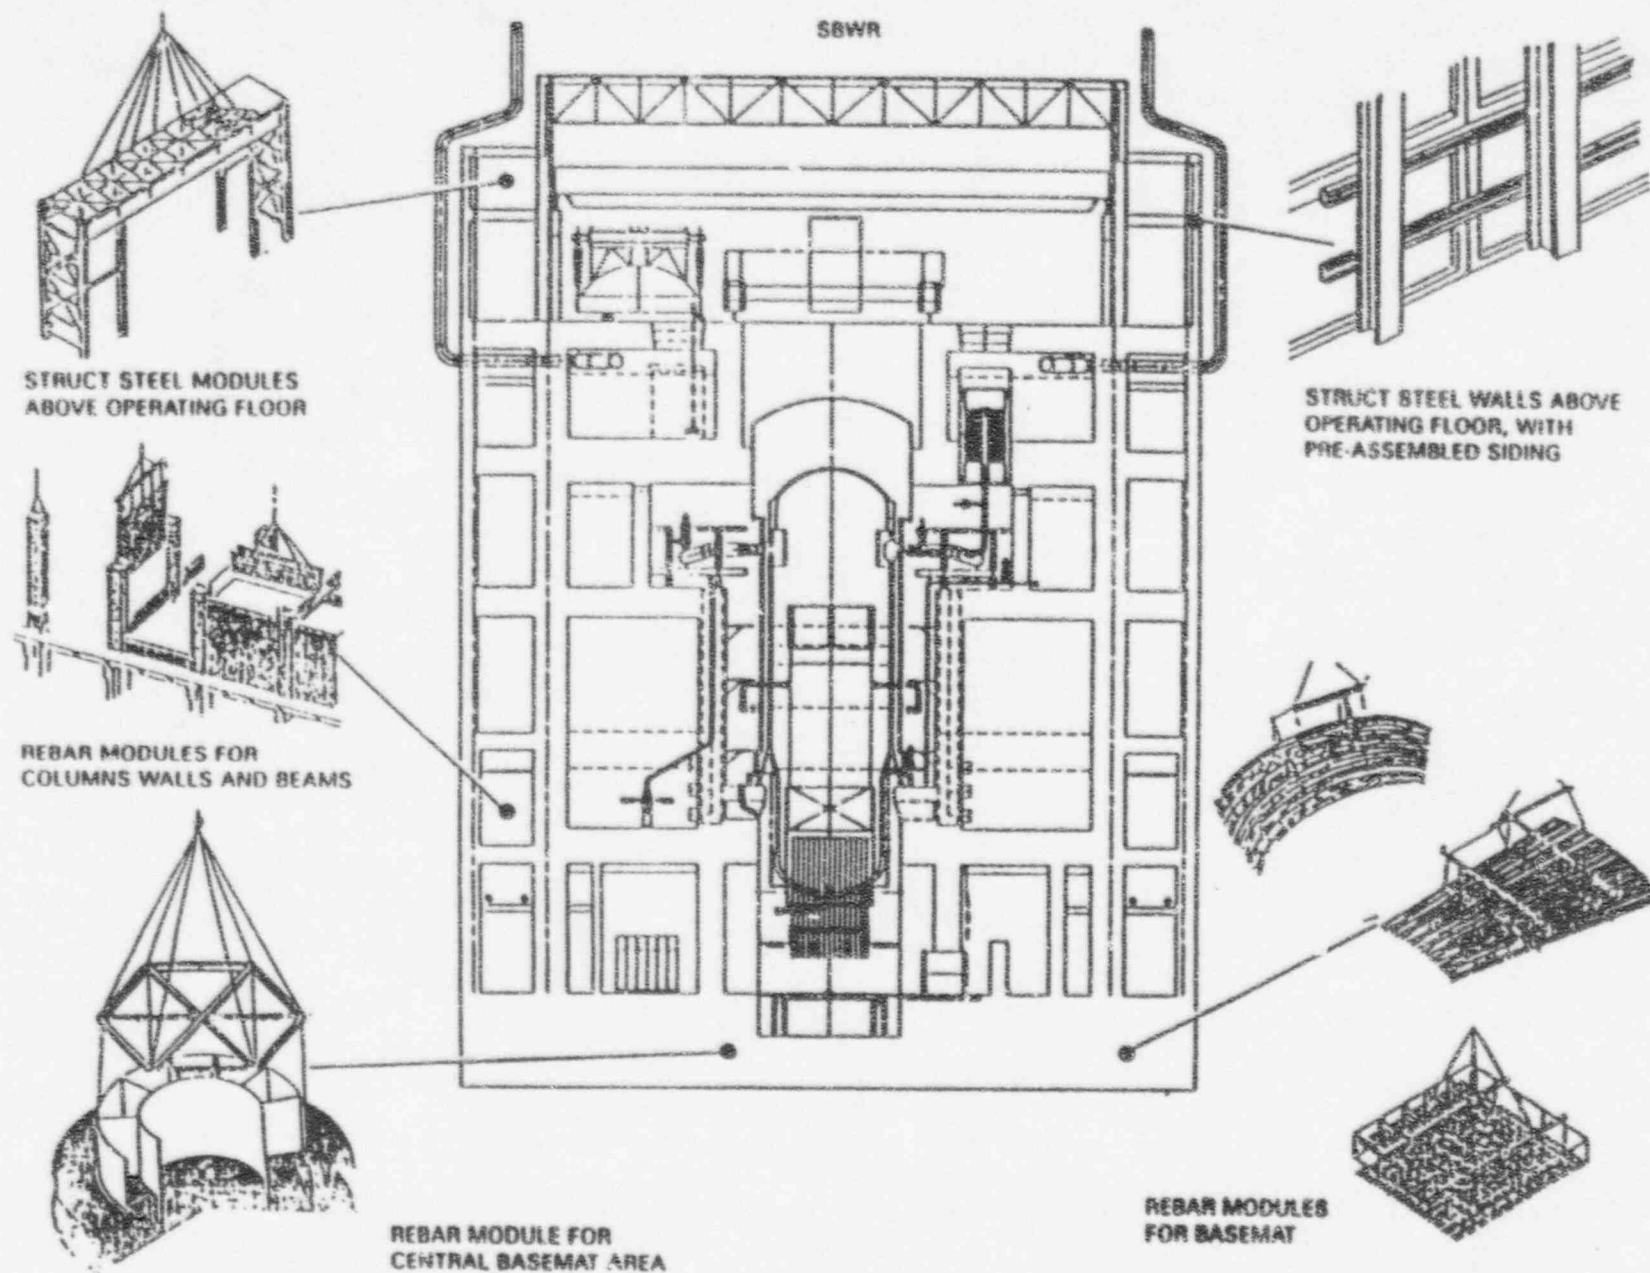 SBWR
STRUCT STEEL MODULES
ABOVE OPERATING FLOOR
STRUCT STEEL WALLS ABOVE
OPERATING FLOOR, WITH
PRE-ASSEMBLED SIDING
REBAR MODULES FOR
COLUMNS WALLS AND BEAMS
REBAR MODULES
FOR BASEMAT
REBAR MODULE FOR
CENTRAL BASEMAT AREA